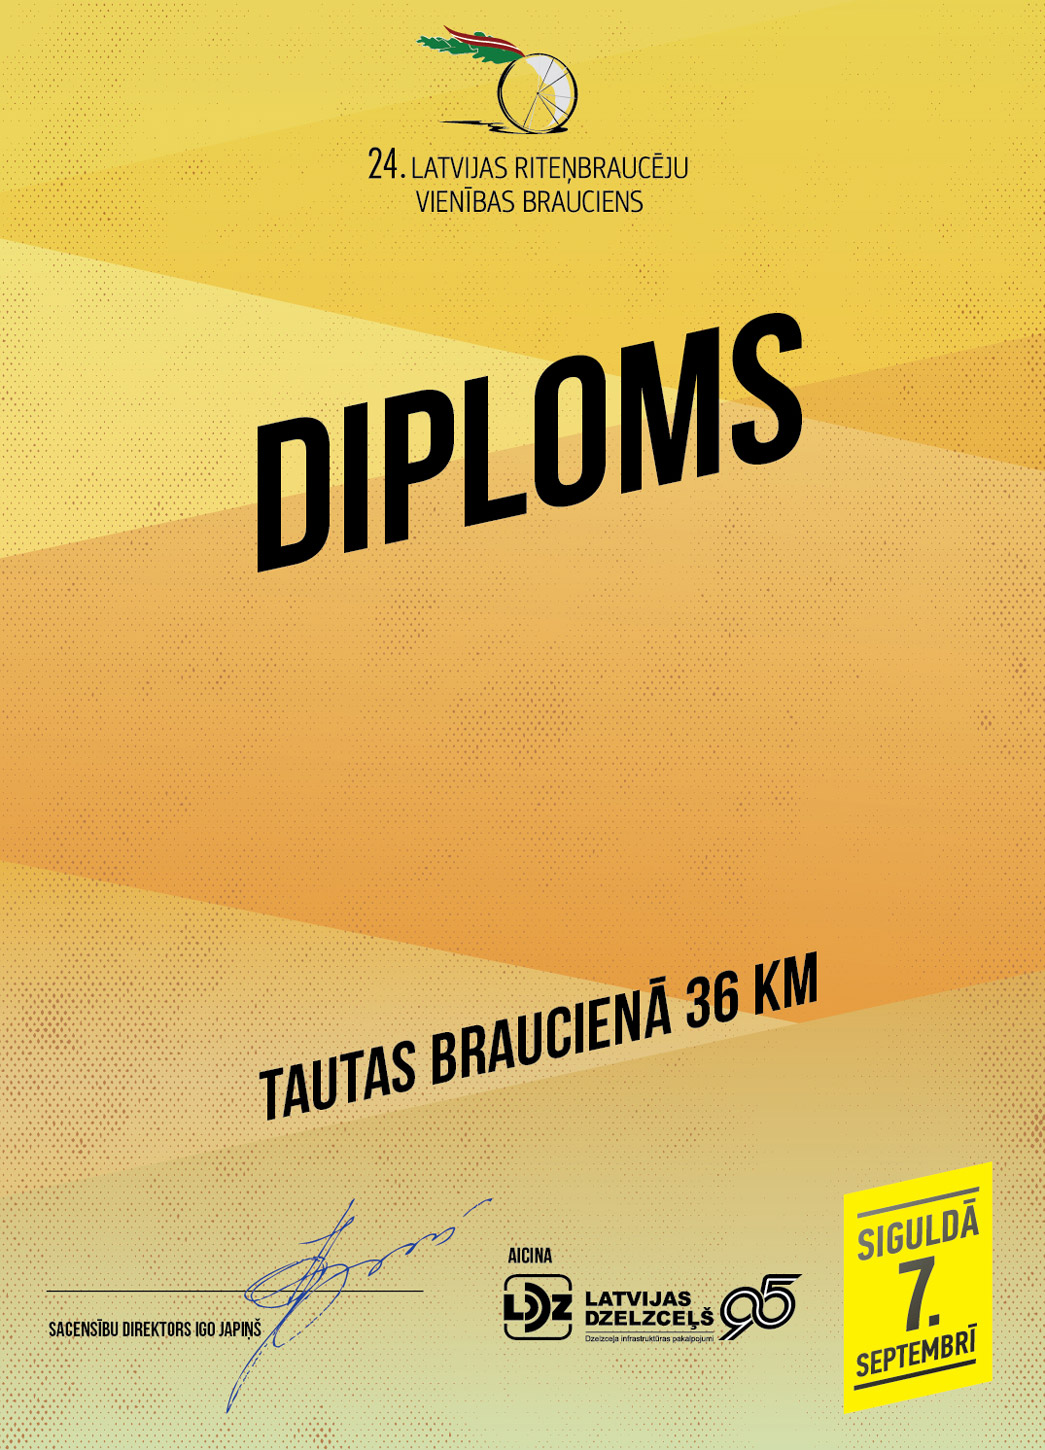 24. LATVIJAS RITEŅBRAUCĒJU
VIENĪBAS BRAUCIENS
DIPLOMS
TAUTAS BRAUCIENĀ 36 KM
SACENSĪBU DIREKTORS IGO JAPIŅŠ
AICINA
LDZ
LATVIJAS
DZELZCEĻŠ
Dzelzceļa infrastruktūras pakalpojumi
95
SIGULDĀ
7.
SEPTEMBRĪ